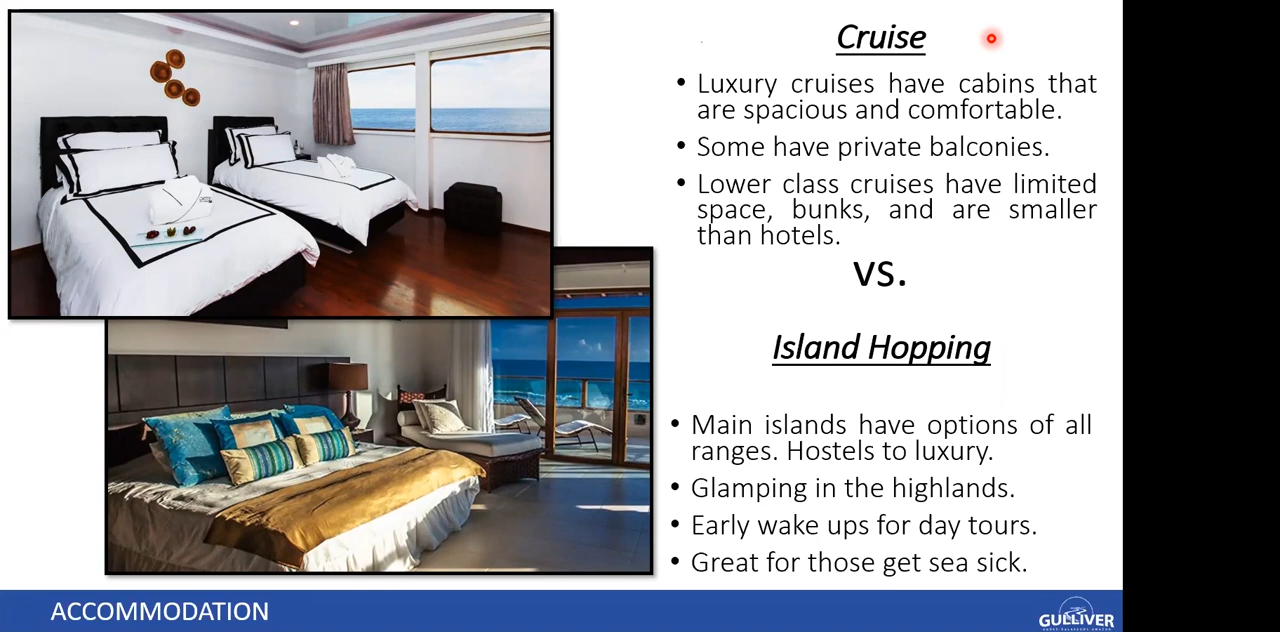 Cruise
• Luxury cruises have cabins that
are spacious and comfortable.
• Some have private balconies.
• Lower class cruises have limited
space, bunks, and are smaller
than hotels.
vs.
Island Hopping
• Main islands have options of all
ranges. Hostels to luxury.
• Glamping in the highlands.
• Early wake ups for day tours.
• Great for those get sea sick.
ACCOMMODATION
GULLIVER